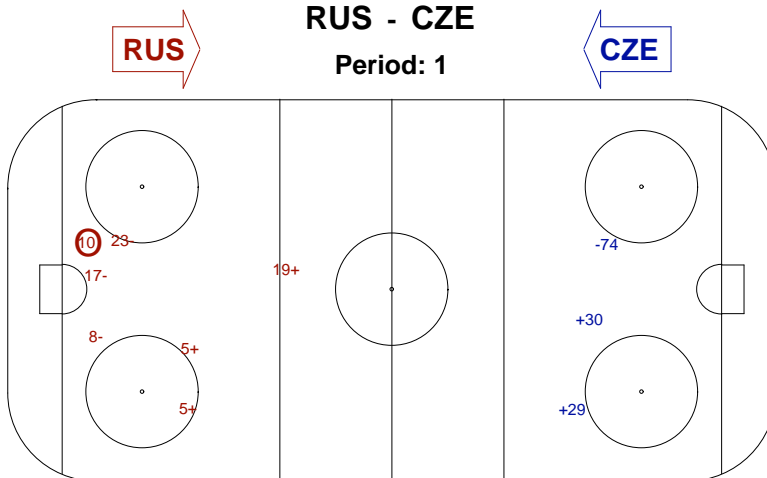 RUS - CZE
RUS
CZE
Period: 1
10
23-
-74
17-
19+
+30
8-
5+
5+
+29